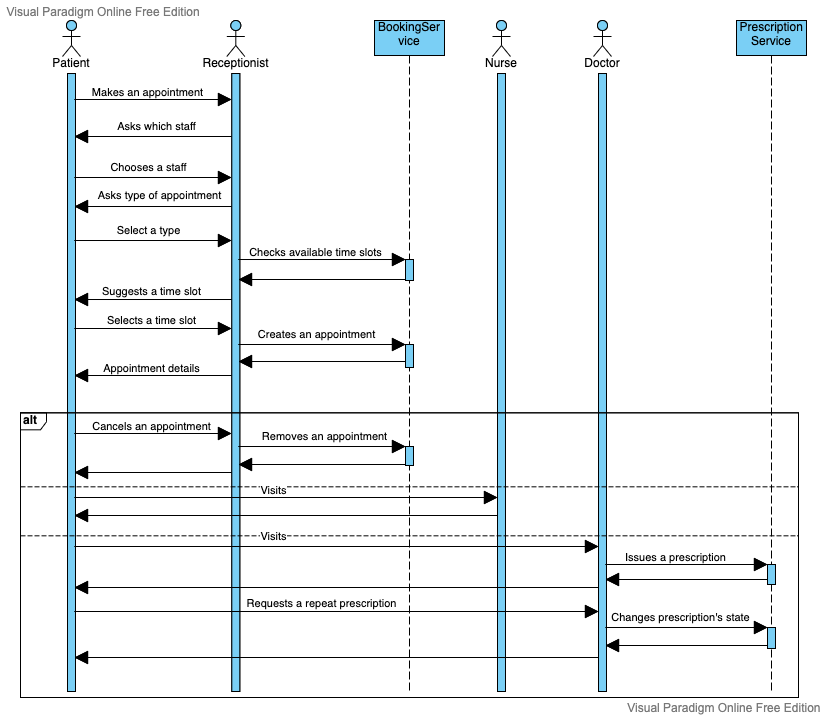 Visual Paradigm Online Free Edition
BookingSer
vice
Prescription
Service
Patient
Receptionist
Nurse
Doctor
Makes an appointment
Asks which staff
Chooses a staff
Asks type of appointment
Select a type
Checks available time slots
Suggests a time slot
Selects a time slot
Creates an appointment
Appointment details
alt
Cancels an appointment
Removes an appointment
Visits
Visits
Issues a prescription
Requests a repeat prescription
Changes prescription's state
Visual Paradigm Online Free Edition